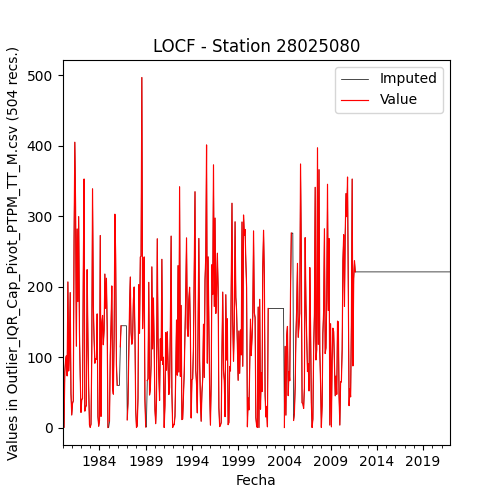 LOCF - Station 28025080
Values in Outlier_IQR_Cap_Pivot_PTPM_TT_M.csv (504 recs.)
500
400
300
200
100
0
Imputed
Value
1984 1989 1994 1999 2004 2009 2014 2019
Fecha